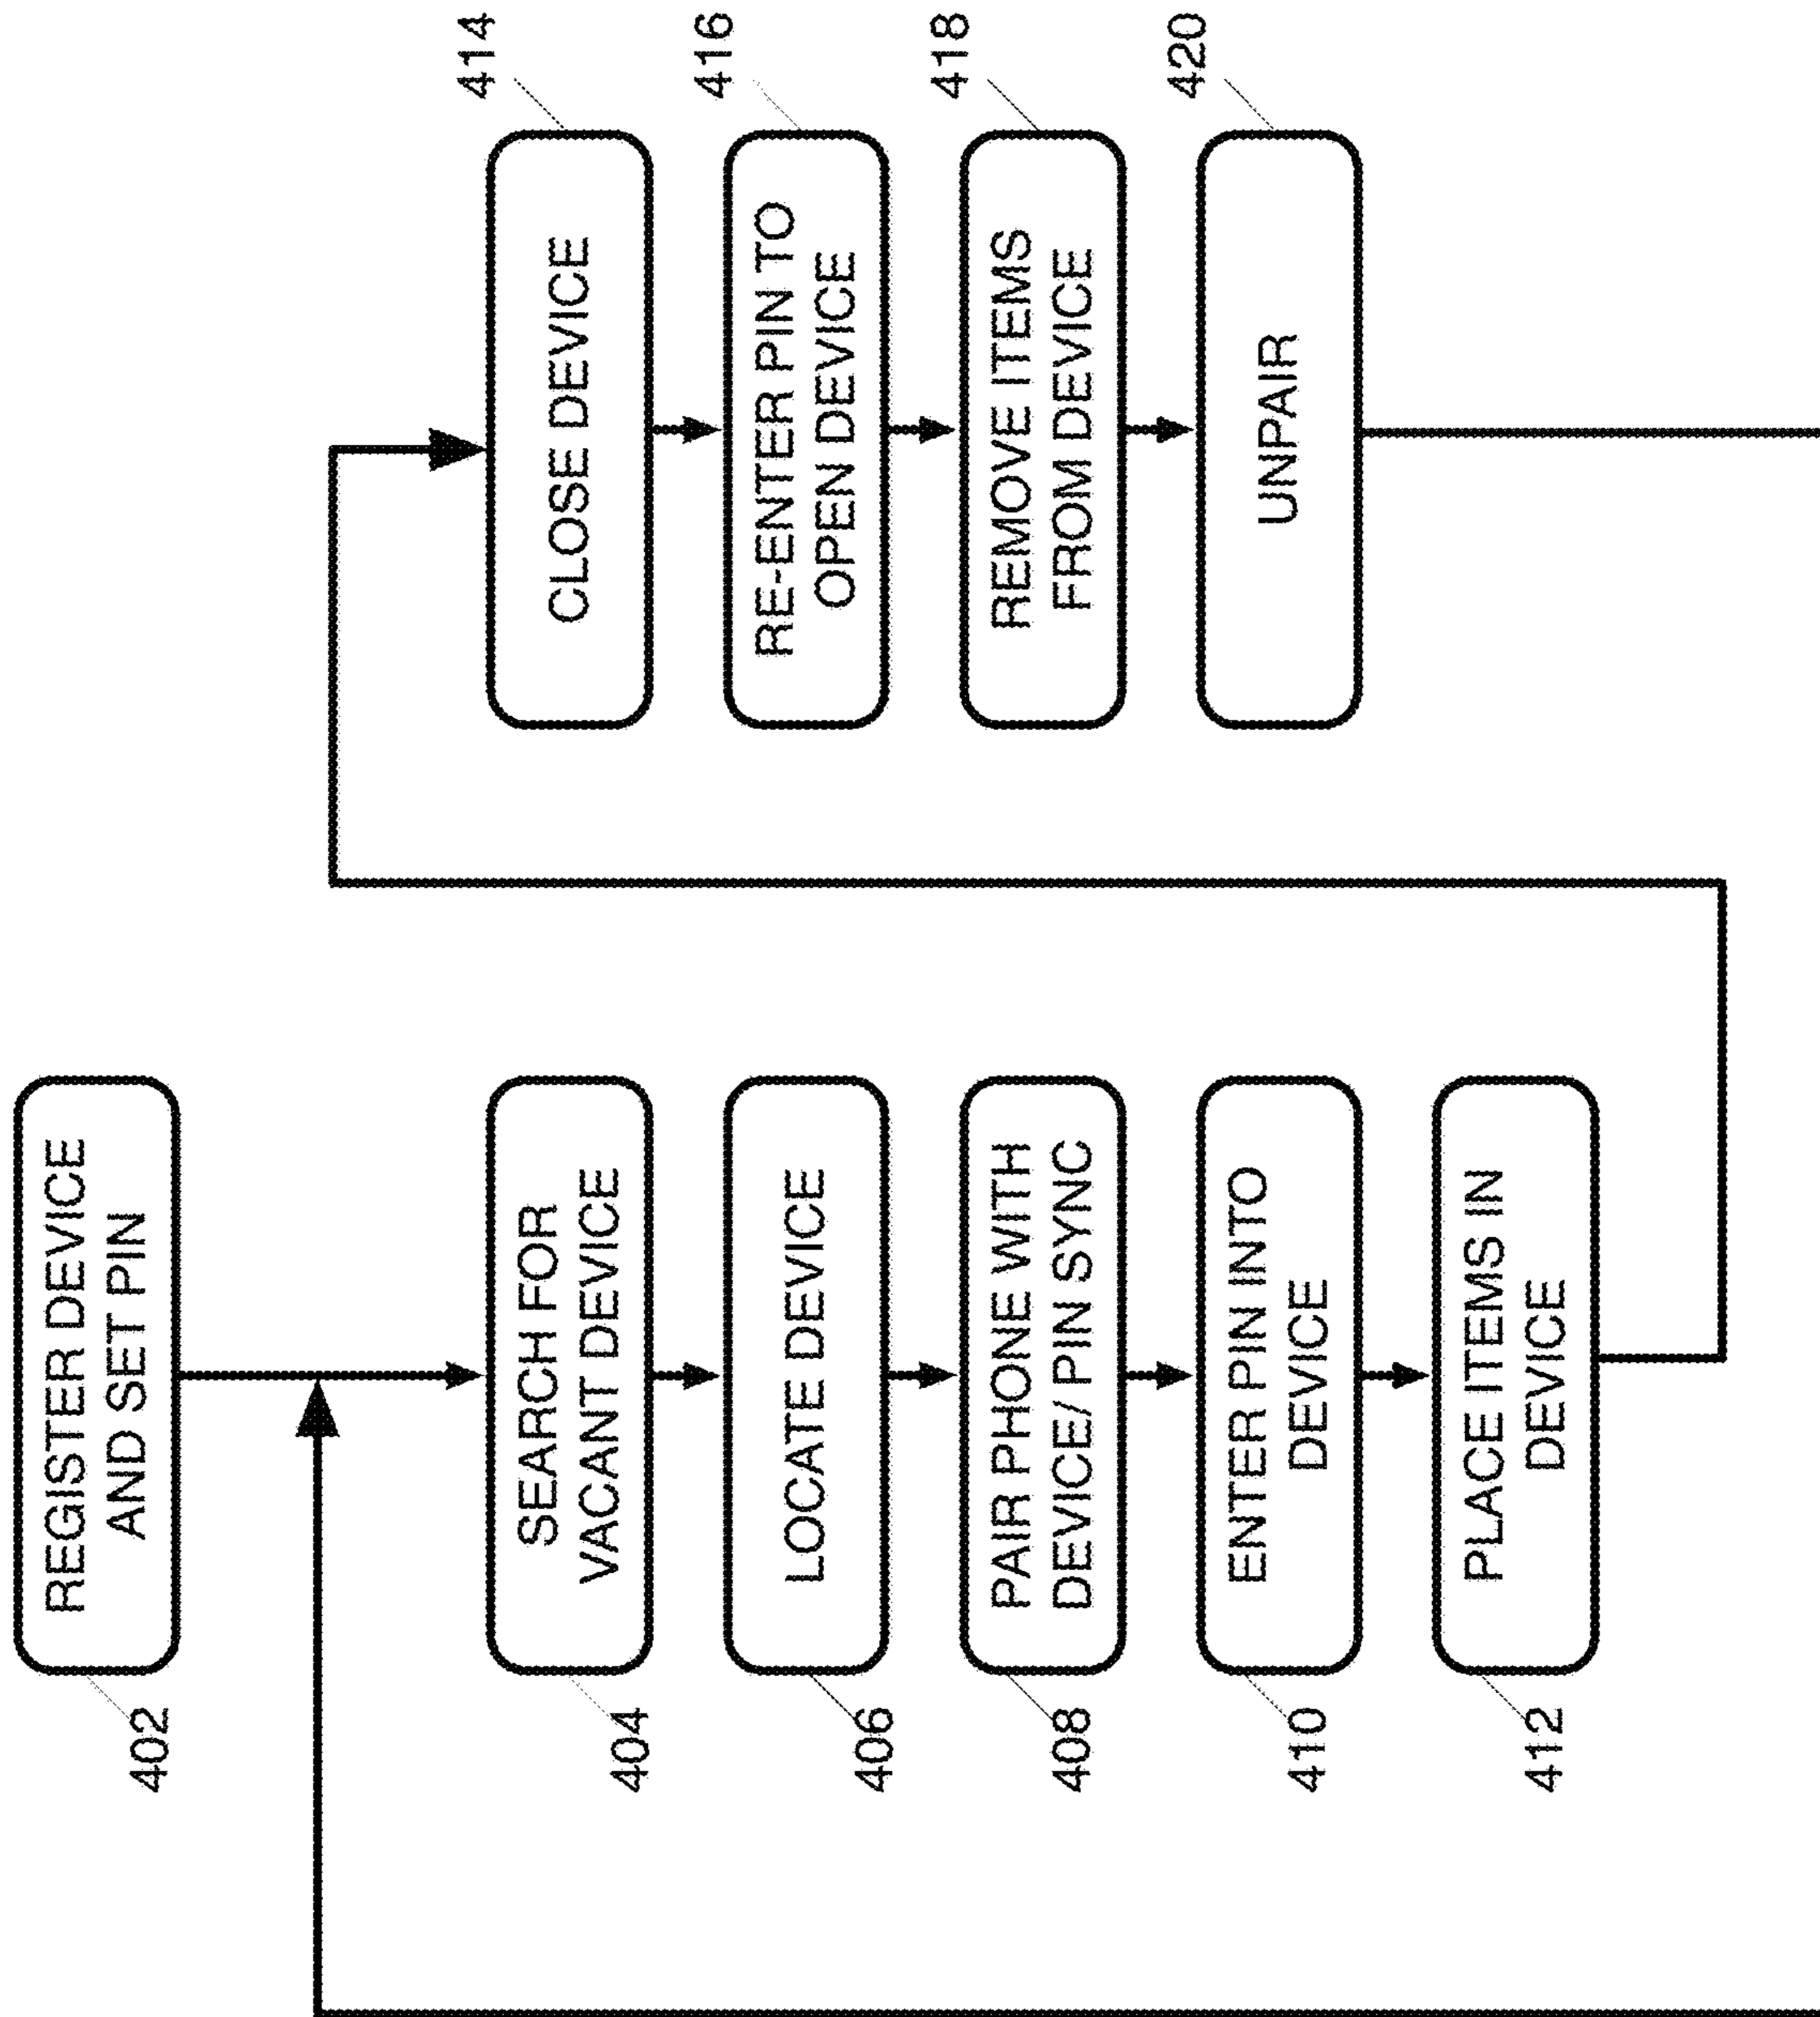 402
REGISTER DEVICE
AND SET PIN
404
SEARCH FOR
VACANT DEVICE
406
LOCATE DEVICE
408
PAIR PHONE WITH
DEVICE/ PIN SYNC
410
ENTER PIN INTO
DEVICE
412
PLACE ITEMS IN
DEVICE
CLOSE DEVICE
414
RE-ENTER PIN TO
OPEN DEVICE
416
REMOVE ITEMS
FROM DEVICE
418
UNPAIR
420